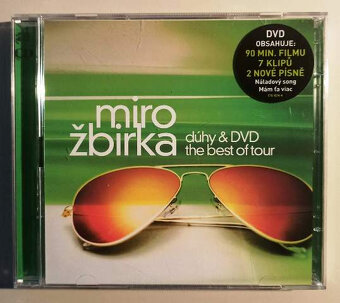 DVD
OBSAHUJE:
90 MIN. FILMU
7 KLIPŮ
2 NOVÉ PÍSNĚ
Náladový song
Mám ťa viac
miro
žbirka
dúhy & DVD
the best of tour